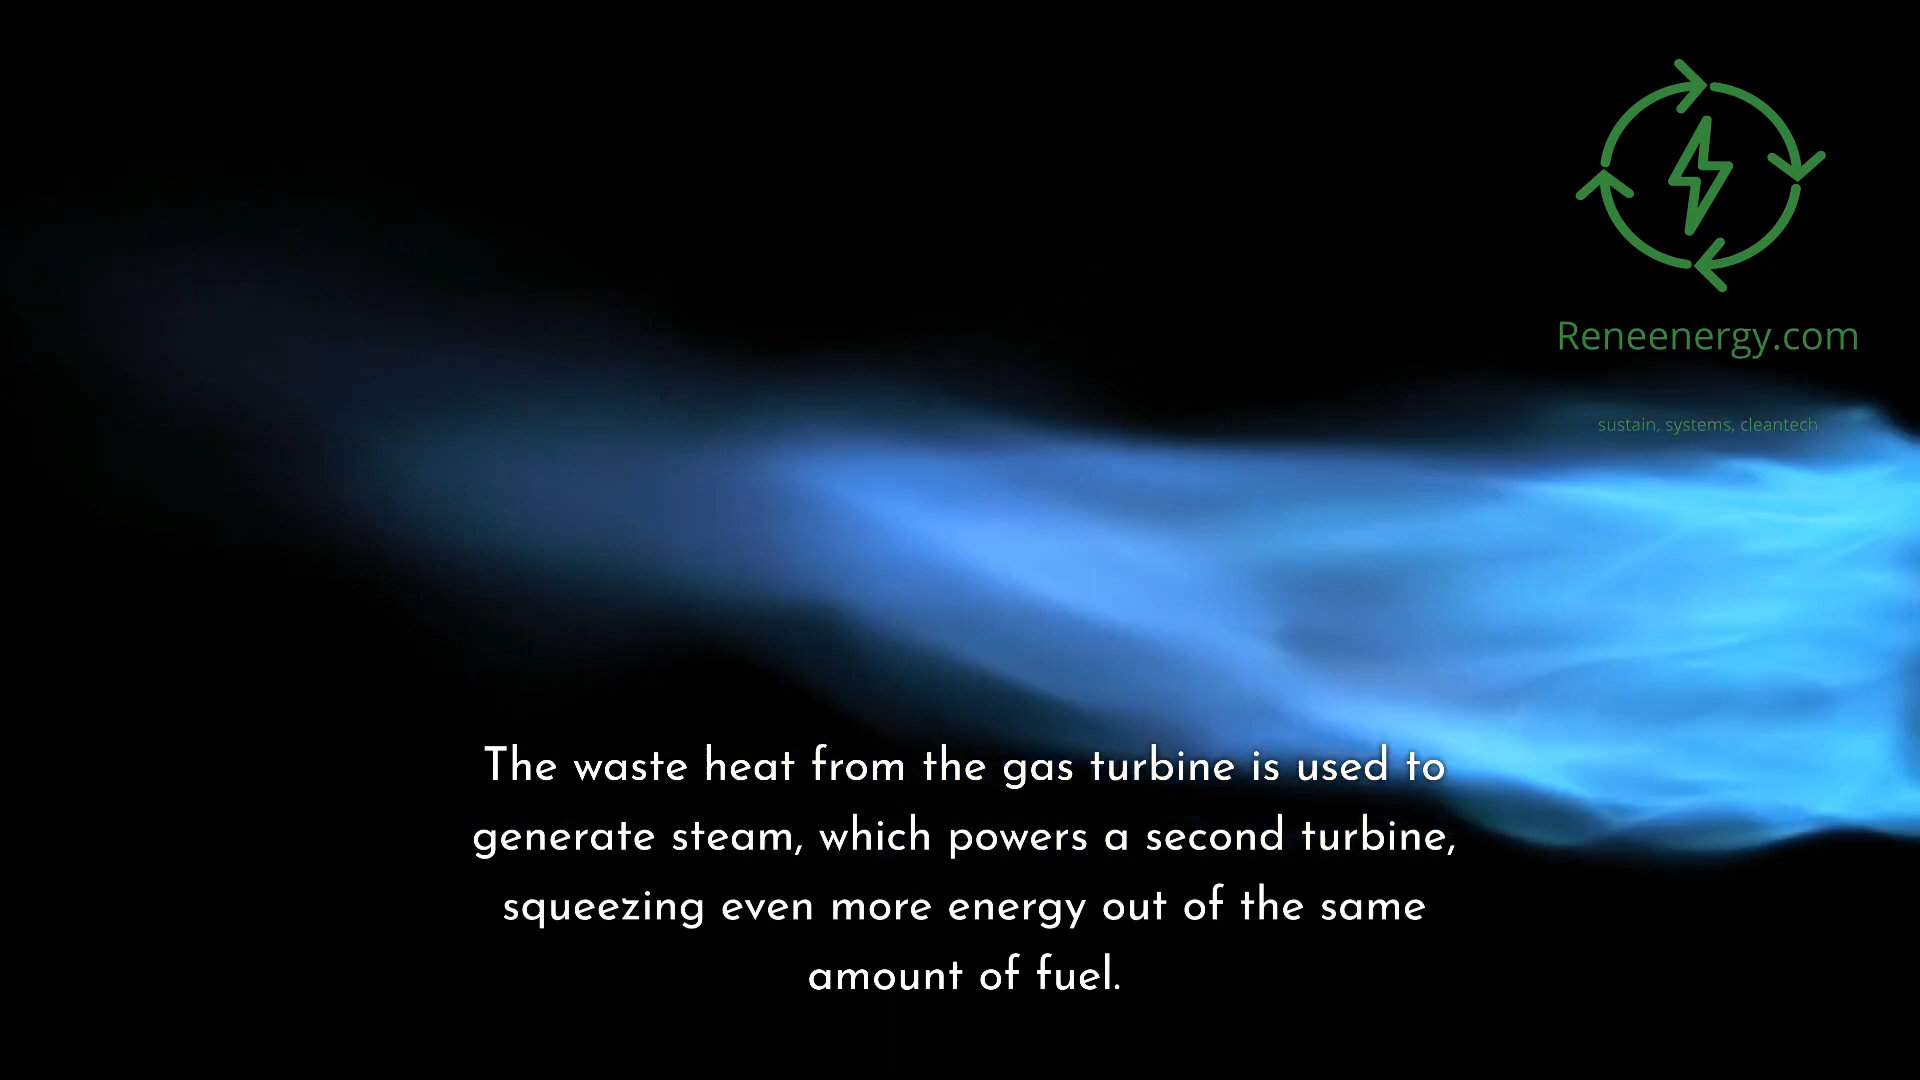 Reneenergy.com
sustain, systems, cleantech
The waste heat from the gas turbine is used to
generate steam, which powers a second turbine,
squeezing even more energy out of the same
amount of fuel.